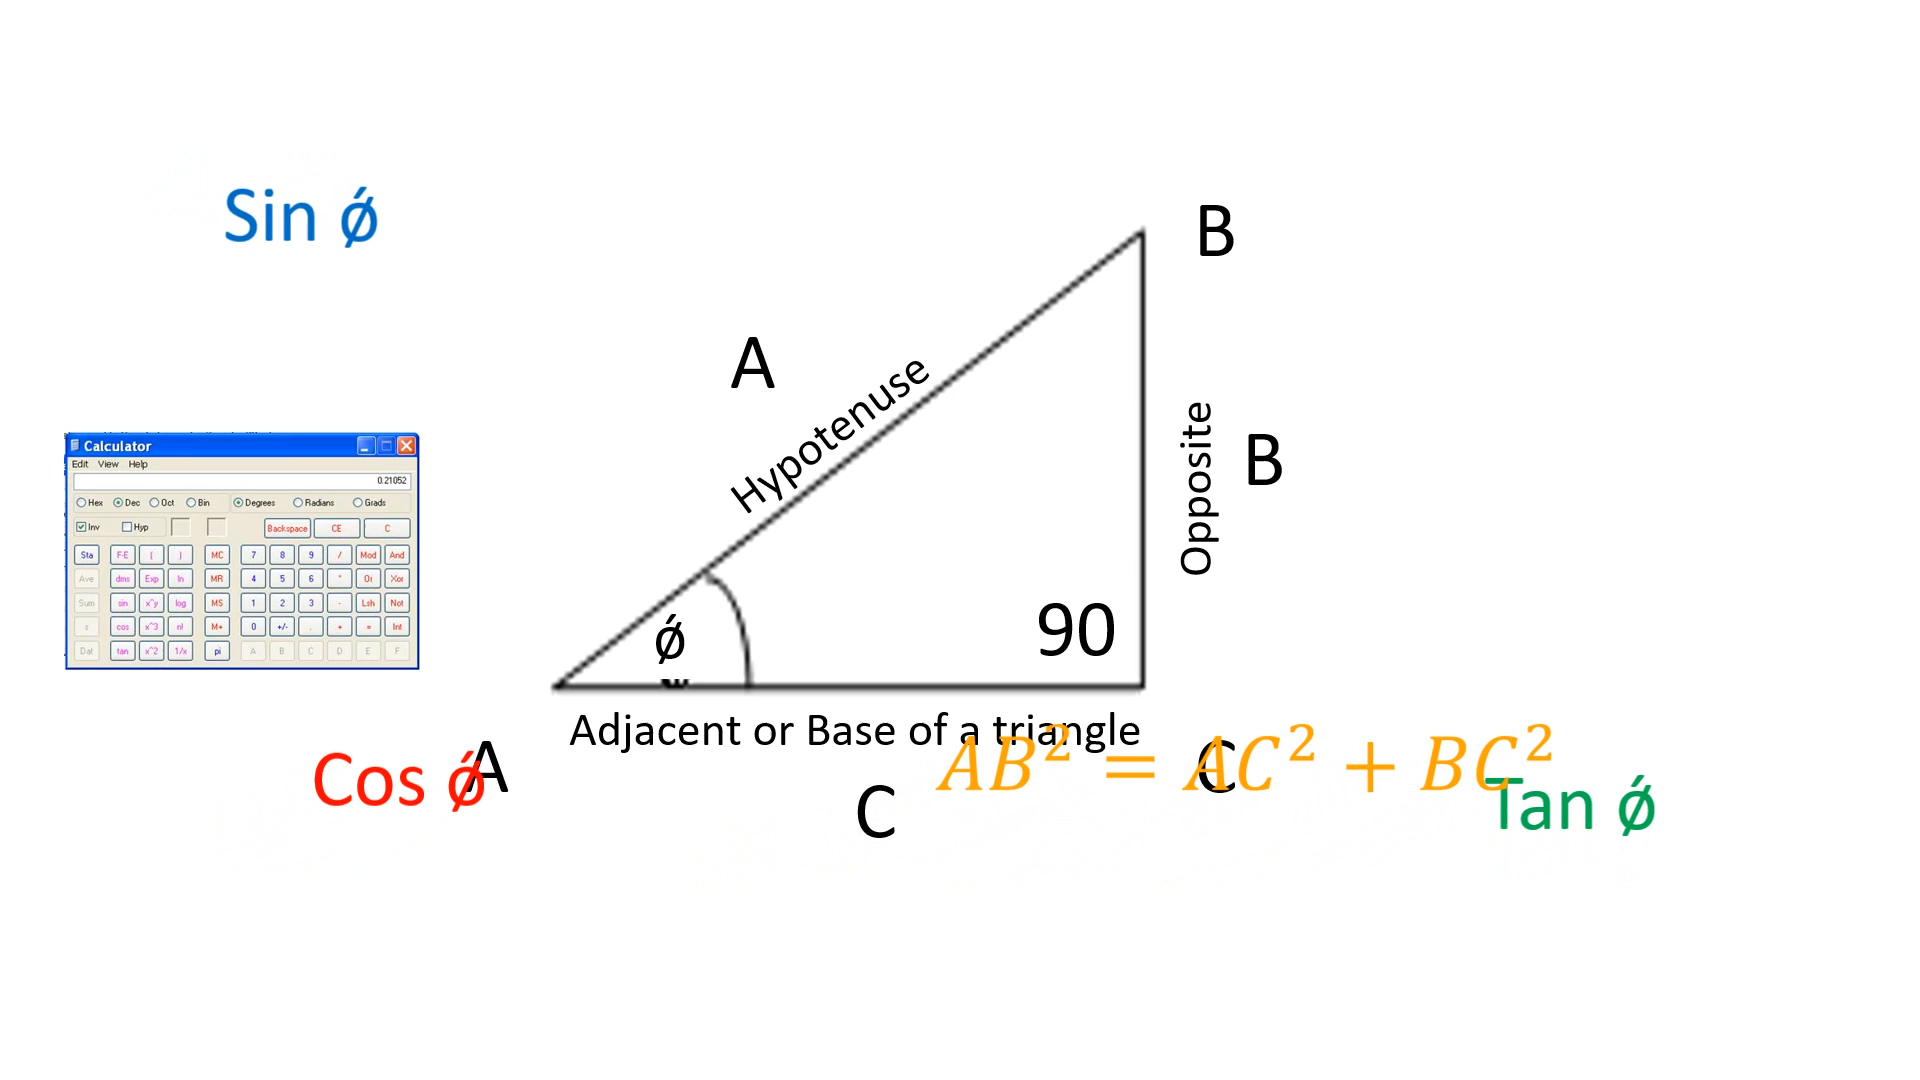 Sin ǿ
B
A
Hypotenuse
Opposite
B
Calculator
Edit View Help
0.21052
Hex Dec Oct Bin Degrees Radians Grads
Inv Hyp Backspace CE C
Sta F-E ( ) MC 7 8 9 / Mod And
Ave dms Exp ln MR 4 5 6 * Or Xor
Sum sin x^y log MS 1 2 3 - Lsh Not
s cos x^3 n! M+ 0 +/- . + = Int
Dat tan x^2 1/x pi A B C D E F
ǿ
90
Adjacent or Base of a triangle
AB² = AC² + BC²
Cos ǿ
A
C
C
Tan ǿ